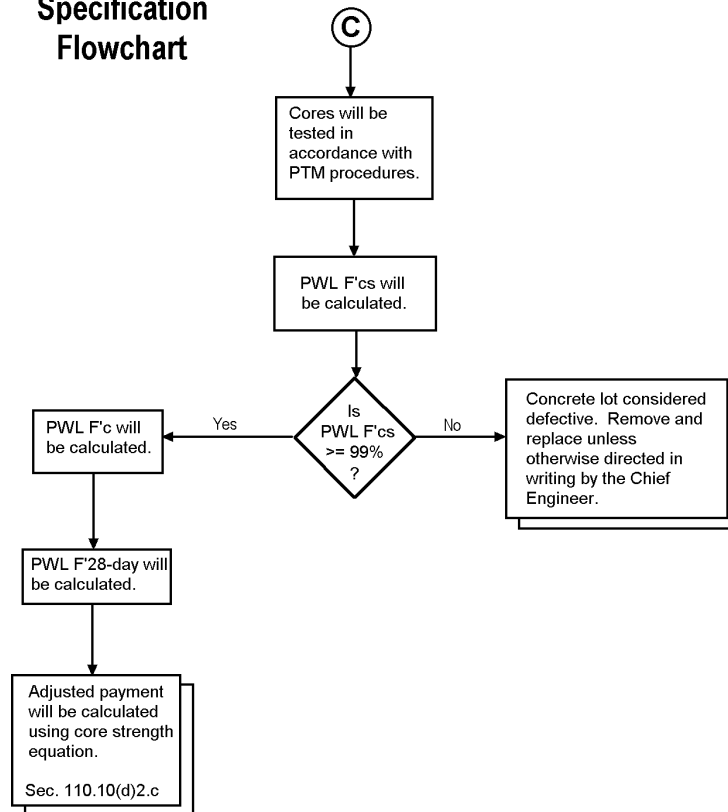 Specification
Flowchart
C
Cores will be
tested in
accordance with
PTM procedures.
PWL F'cs will
be calculated.
Is
PWL F'cs
>= 99%
?
Yes
No
PWL F'c will
be calculated.
Concrete lot considered
defective.  Remove and
replace unless
otherwise directed in
writing by the Chief
Engineer.
PWL F'28-day will
be calculated.
Adjusted payment
will be calculated
using core strength
equation.
Sec. 110.10(d)2.c